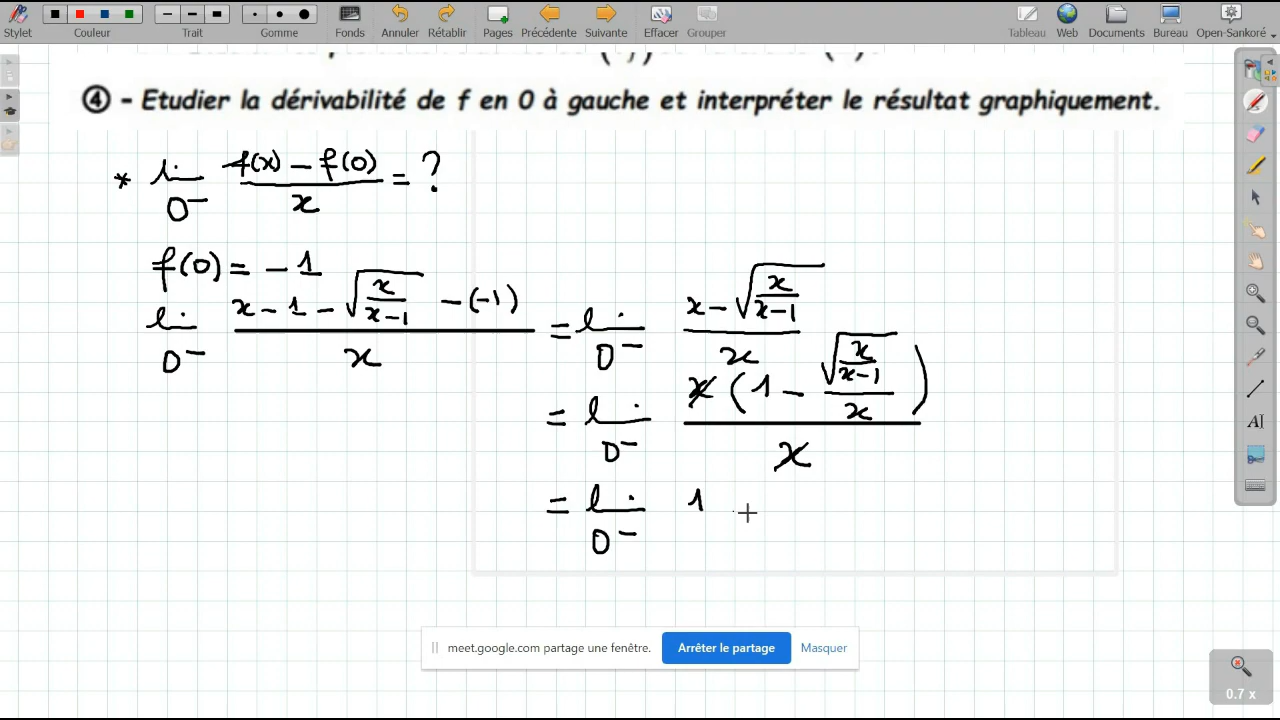 Stylet Couleur Trait Gomme Fonds Annuler Rétablir Pages Précédente Suivante Effacer Grouper Tableau Web Documents Bureau Open-Sankoré
④ - Etudier la dérivabilité de f en 0 à gauche et interpréter le résultat graphiquement.
* lim 0⁻ (f(x) - f(0))/x = ?
f(0) = -1
lim 0⁻ (x - 1 - √(x/(x-1)) - (-1))/x = lim 0⁻ (x - √(x/(x-1)))/x
= lim 0⁻ x(1 - √(x/(x-1))/x)/x
= lim 0⁻ 1
meet.google.com partage une fenêtre. Arrêter le partage Masquer
0.7 x